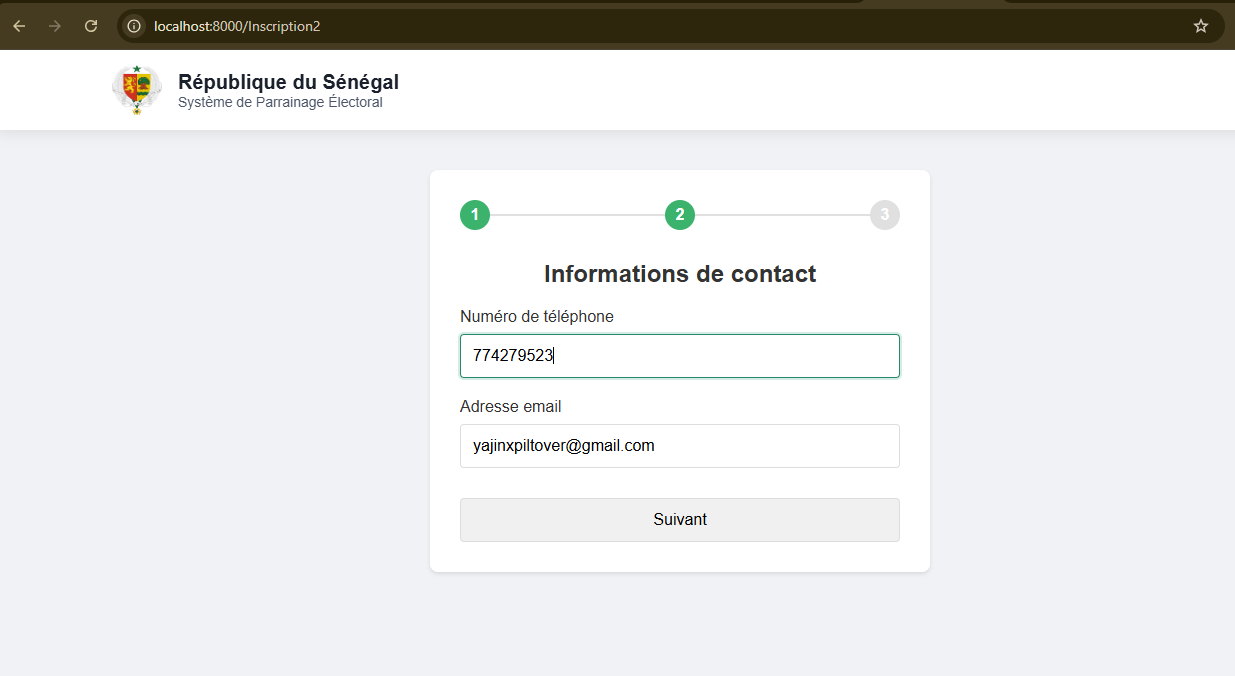 localhost:8000/Inscription2
République du Sénégal
Système de Parrainage Électoral
1
2
3
Informations de contact
Numéro de téléphone
774279523
Adresse email
yajinxpiltover@gmail.com
Suivant